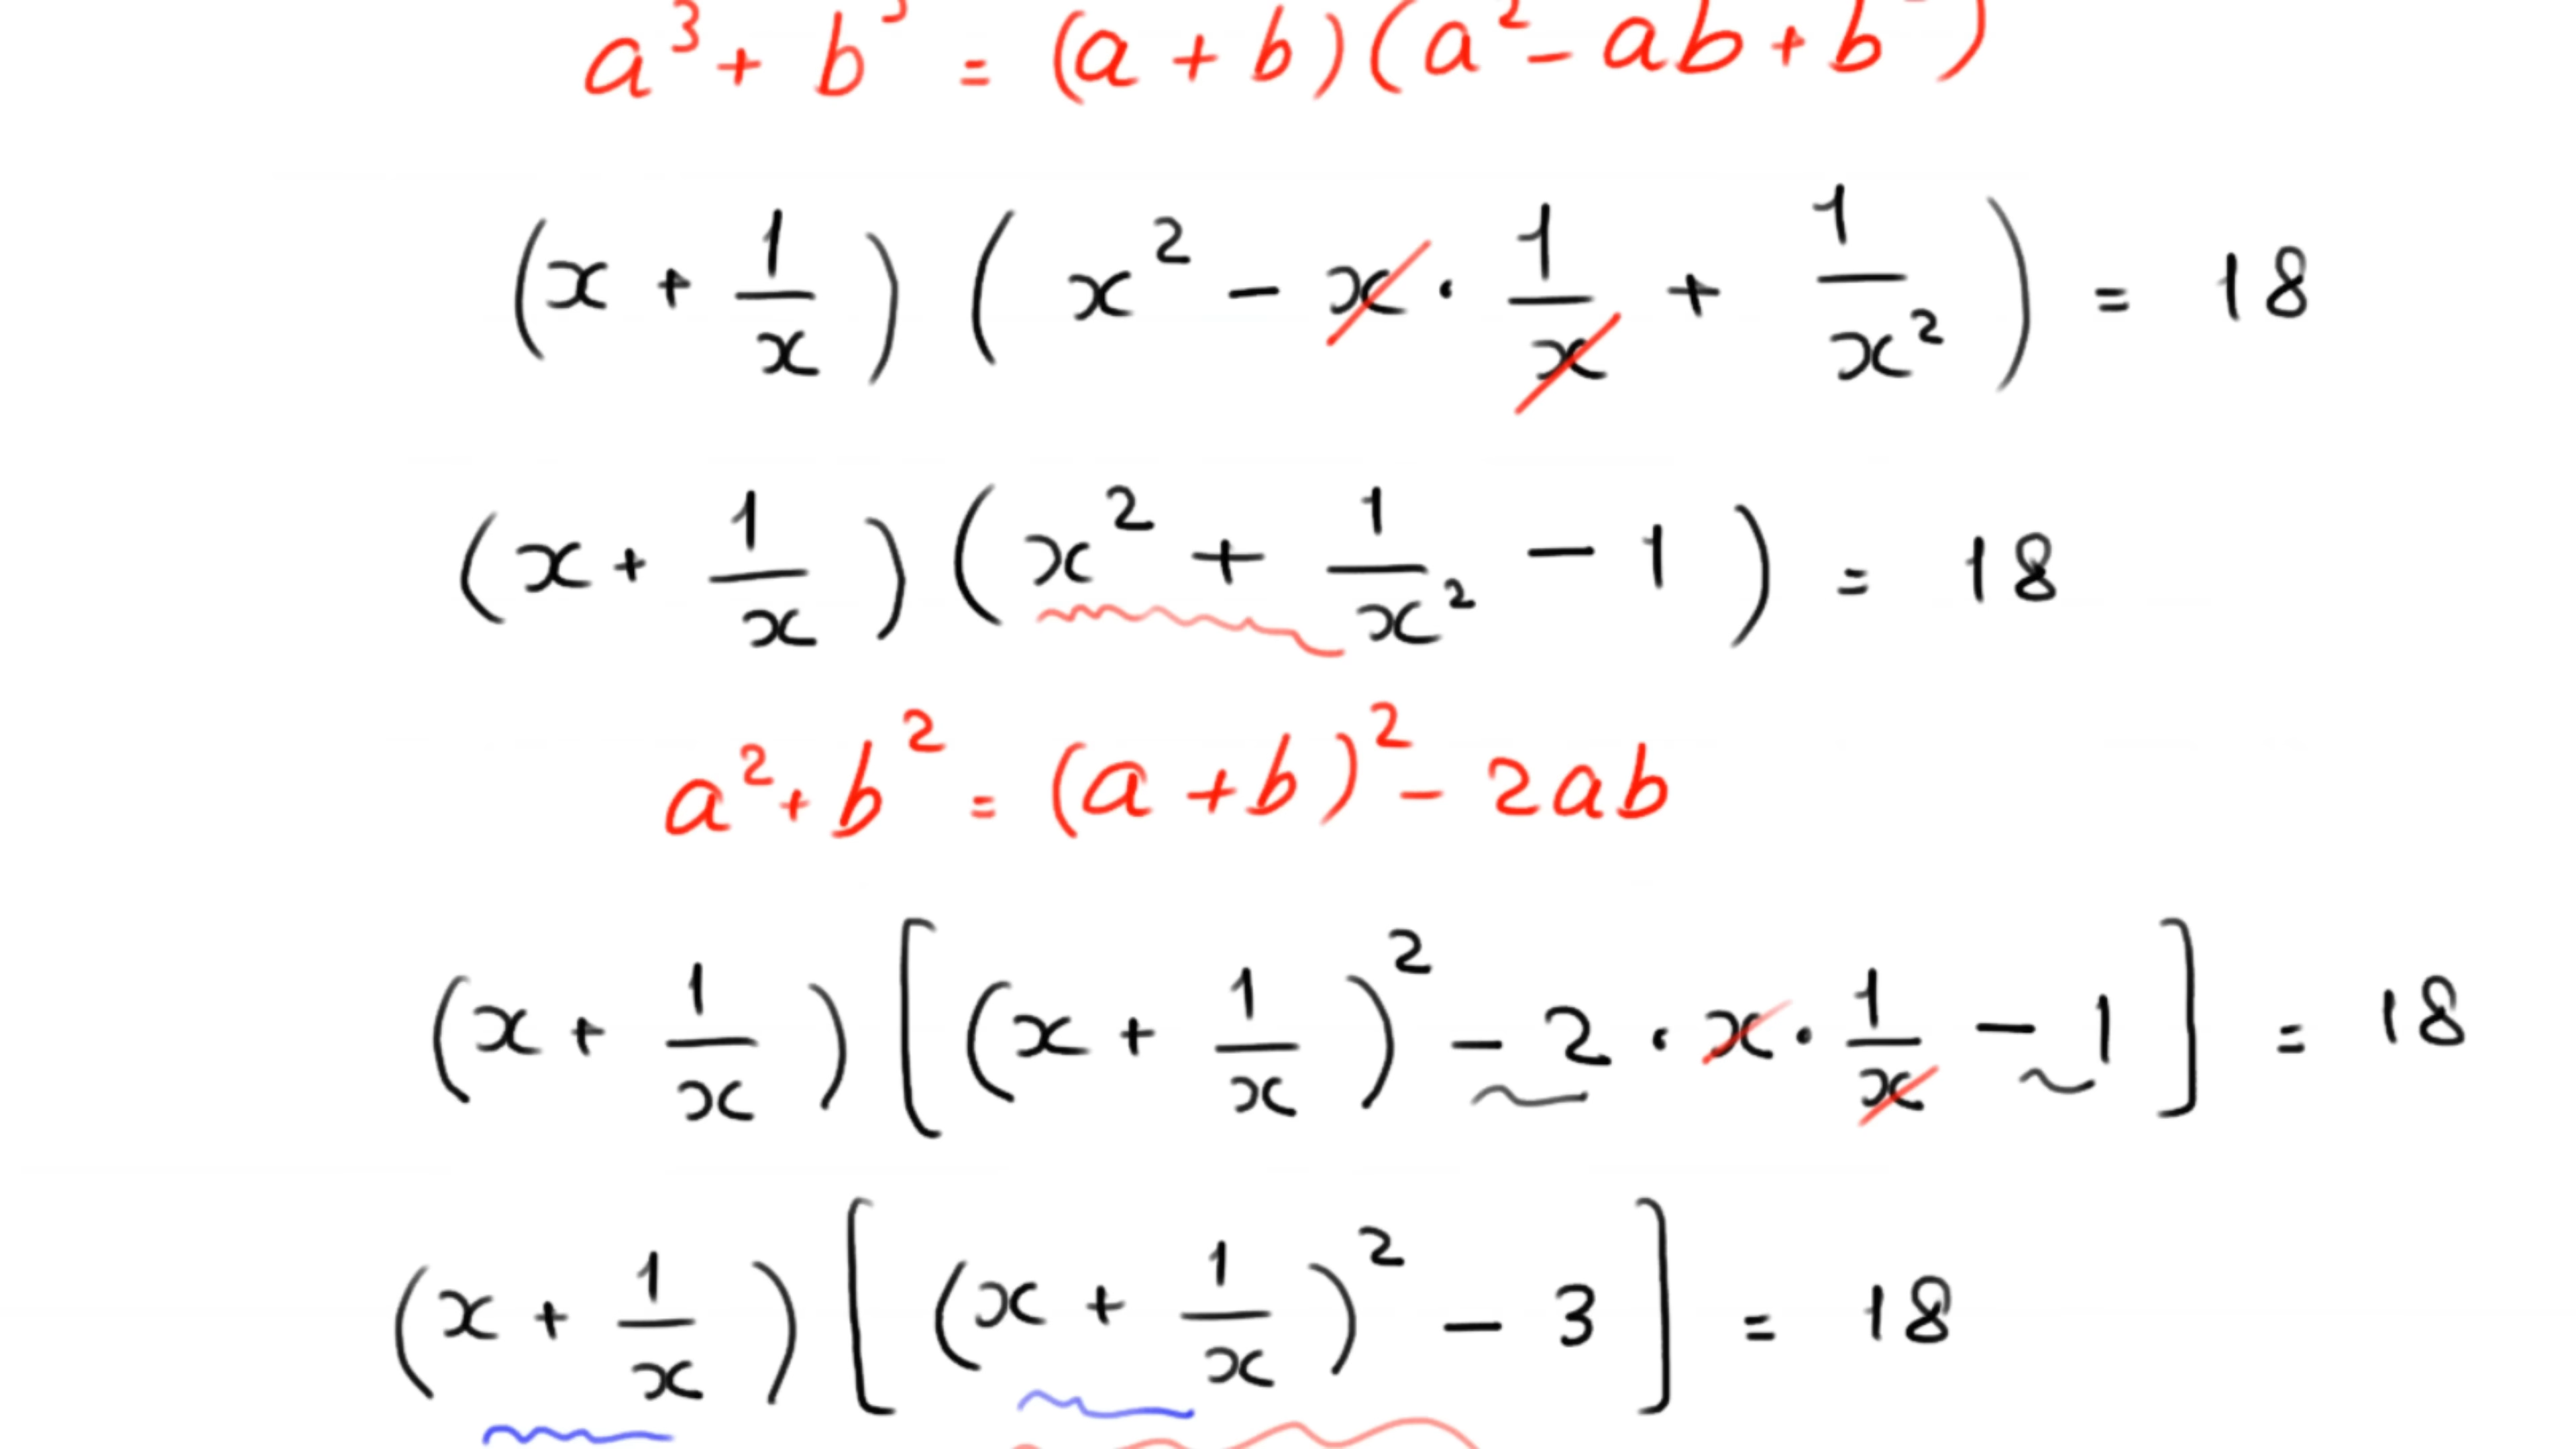 a³ + b³ = (a + b)(a² - ab + b²)
(x + 1/x)(x² - x · 1/x + 1/x²) = 18
(x + 1/x)(x² + 1/x² - 1) = 18
a² + b² = (a + b)² - 2ab
(x + 1/x)[(x + 1/x)² - 2 · x · 1/x - 1] = 18
(x + 1/x)[(x + 1/x)² - 3] = 18